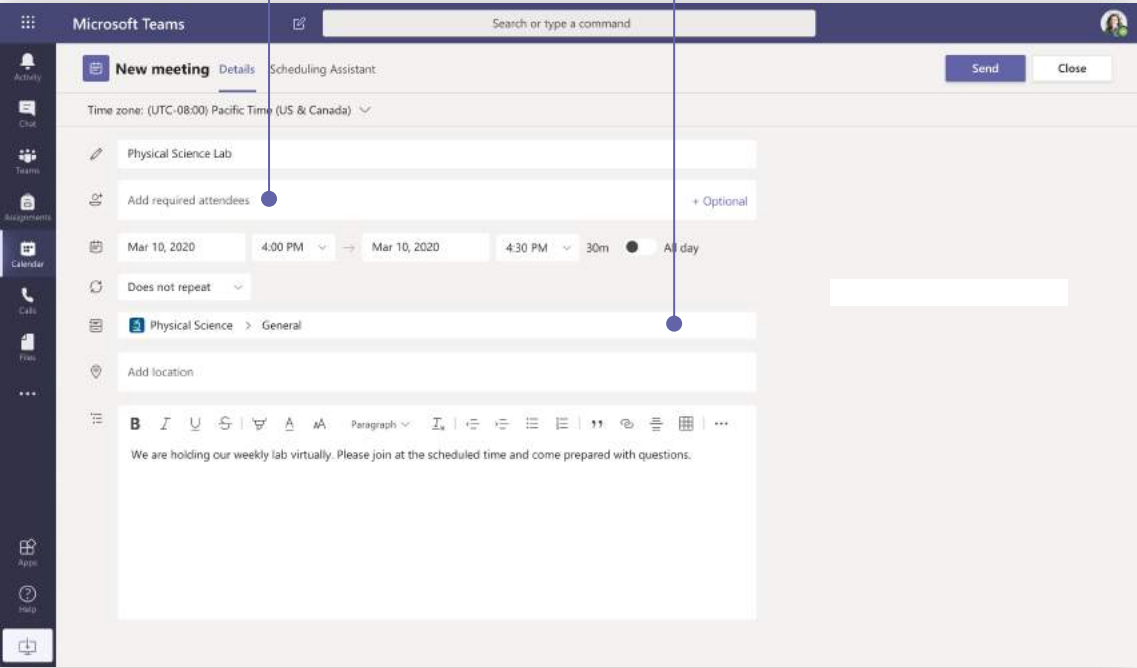 Microsoft Teams
Search or type a command
Activity
New meeting Details Scheduling Assistant
Send Close
Time zone: (UTC-08:00) Pacific Time (US & Canada)
Chat
Physical Science Lab
Teams
Add required attendees + Optional
Assignments
Mar 10, 2020 4:00 PM → Mar 10, 2020 4:30 PM 30m All day
Calendar
Does not repeat
Calls
Physical Science > General
Files
Add location
B I U S A AA Paragraph
We are holding our weekly lab virtually. Please join at the scheduled time and come prepared with questions.
Apps
Help